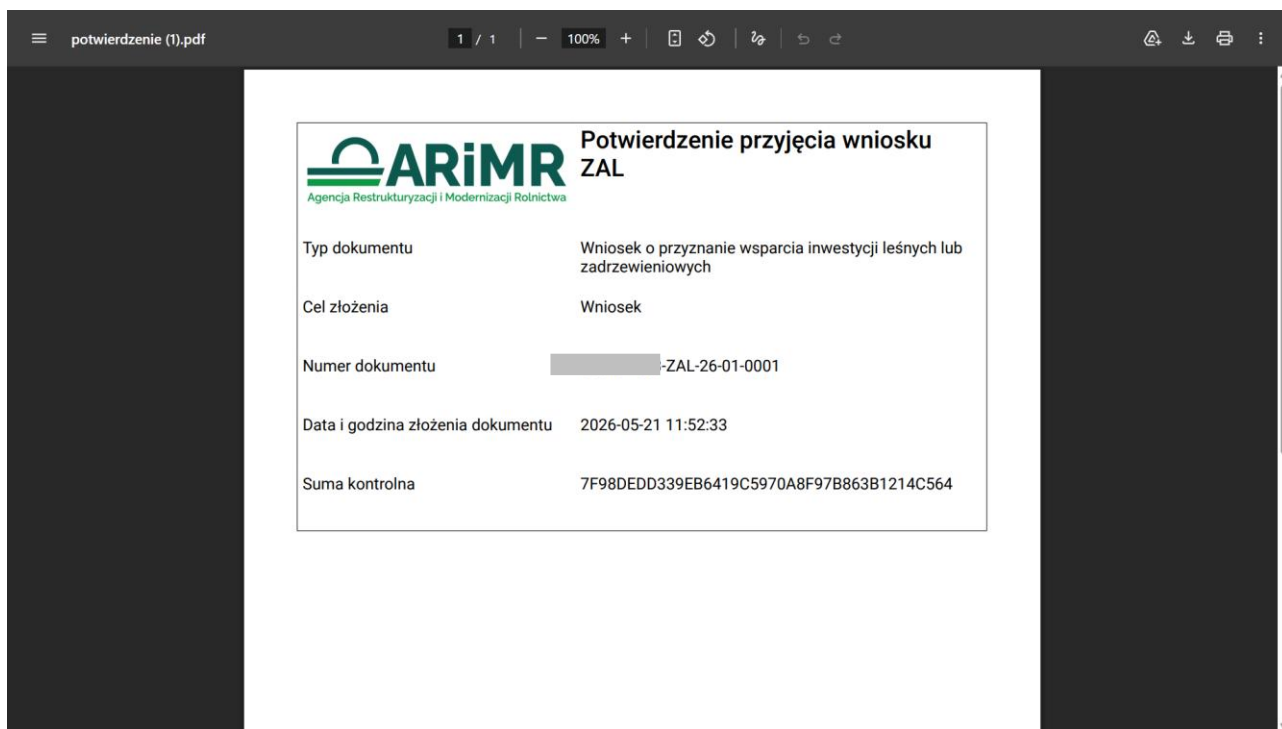 potwierdzenie (1).pdf
1 / 1
100%
ARiMR
Agencja Restrukturyzacji i Modernizacji Rolnictwa
Potwierdzenie przyjęcia wniosku
ZAL
Typ dokumentu
Wniosek o przyznanie wsparcia inwestycji leśnych lub
zadrzewieniowych
Cel złożenia
Wniosek
Numer dokumentu
-ZAL-26-01-0001
Data i godzina złożenia dokumentu
2026-05-21 11:52:33
Suma kontrolna
7F98DEDD339EB6419C5970A8F97B863B1214C564